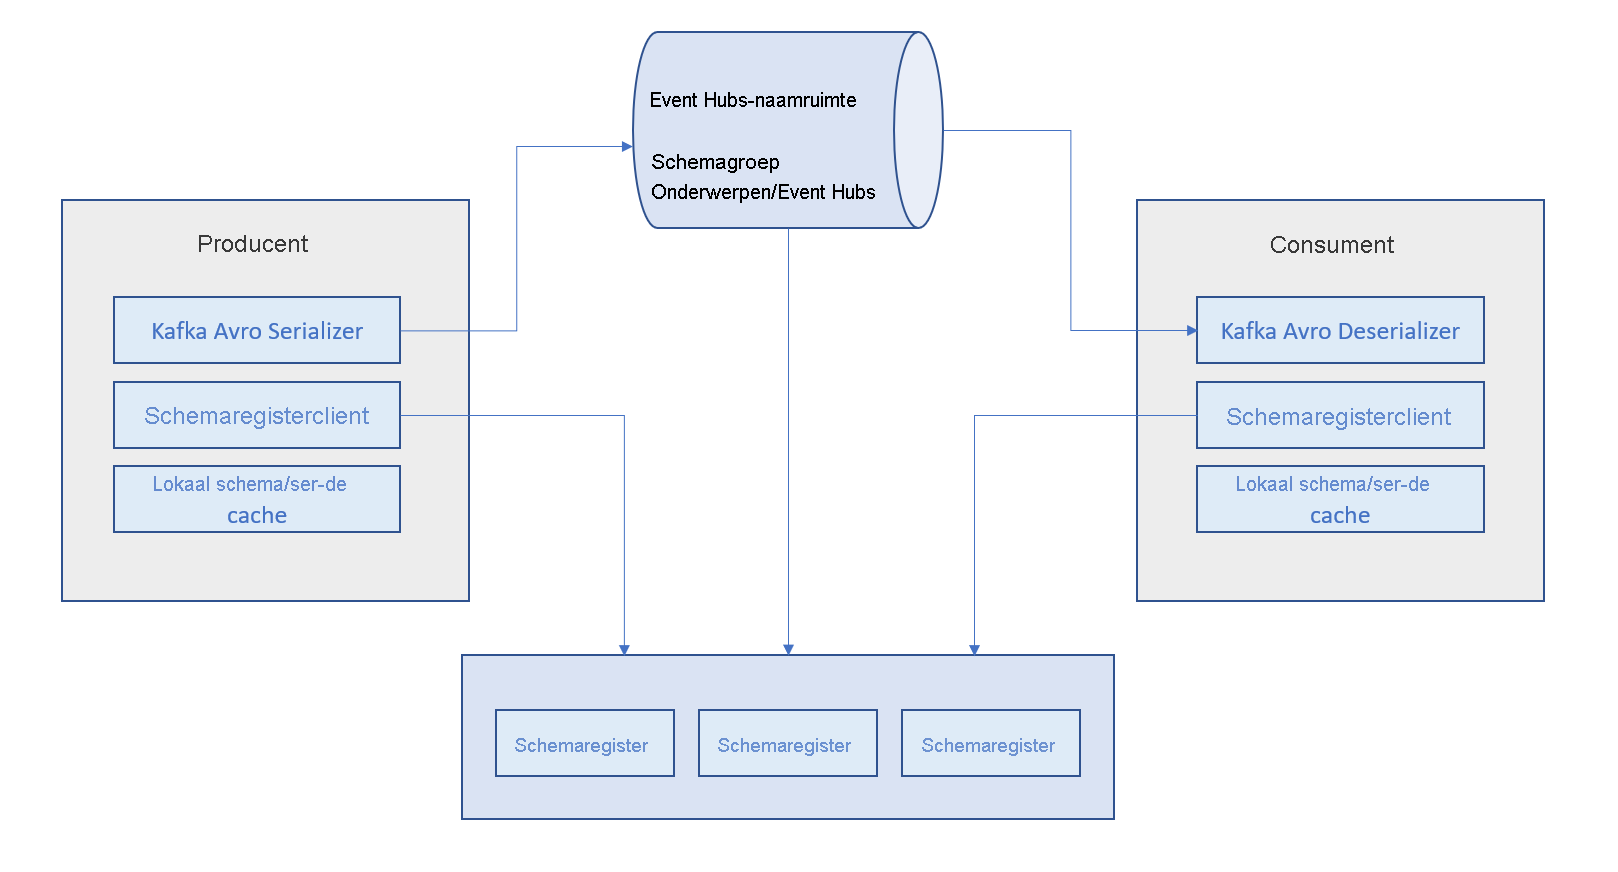 Event Hubs-naamruimte
Schemagroep
Onderwerpen/Event Hubs
Producent
Kafka Avro Serializer
Schemaregisterclient
Lokaal schema/ser-de
cache
Consument
Kafka Avro Deserializer
Schemaregisterclient
Lokaal schema/ser-de
cache
Schemaregister
Schemaregister
Schemaregister